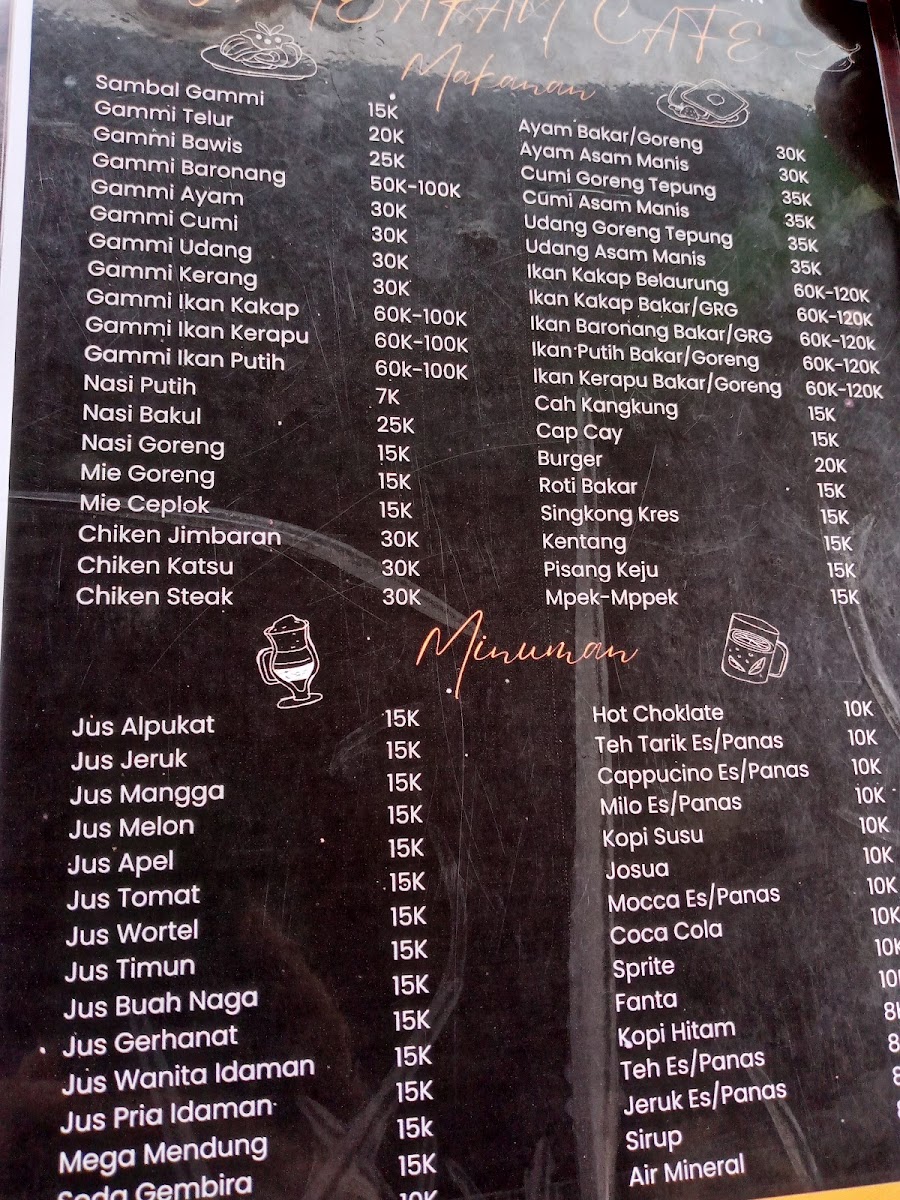 CAFE
Makanan
Sambal Gammi 15K
Gammi Telur 20K
Gammi Bawis 25K
Gammi Baronang 50K-100K
Gammi Ayam 30K
Gammi Cumi 30K
Gammi Udang 30K
Gammi Kerang 30K
Gammi Ikan Kakap 60K-100K
Gammi Ikan Kerapu 60K-100K
Gammi Ikan Putih 60k-100K
Nasi Putih 7K
Nasi Bakul 25K
Nasi Goreng 15K
Mie Goreng 15K
Mie Ceplok 15K
Chiken Jimbaran 30K
Chiken Katsu 30K
Chiken Steak 30K
Ayam Bakar/Goreng 30K
Ayam Asam Manis 30K
Cumi Goreng Tepung 35K
Cumi Asam Manis 35K
Udang Goreng Tepung 35K
Udang Asam Manis 35K
Ikan Kakap Belaurung 60K-120K
Ikan Kakap Bakar/GRG 60K-120K
Ikan Baronang Bakar/GRG 60K-120k
Ikan Putih Bakar/Goreng 60K-120K
Ikan Kerapu Bakar/Goreng 60K-120K
Cah Kangkung 15K
Cap Cay 15K
Burger 20K
Roti Bakar 15K
Singkong Kres 15K
Kentang 15K
Pisang Keju 15K
Mpek-Mppek 15K
Minuman
Jus Alpukat 15K
Jus Jeruk 15K
Jus Mangga 15K
Jus Melon 15K
Jus Apel 15K
Jus Tomat 15K
Jus Wortel 15K
Jus Timun 15K
Jus Buah Naga 15K
Jus Gerhanat 15K
Jus Wanita Idaman 15K
Jus Pria Idaman 15K
Mega Mendung 15k
Soda Gembira 15K
10K
Hot Choklate 10K
Teh Tarik Es/Panas 10K
Cappucino Es/Panas 10K
Milo Es/Panas 10K
Kopi Susu 10K
Josua 10K
Mocca Es/Panas 10K
Coca Cola 10K
Sprite 10K
Fanta 10K
Kopi Hitam 8K
Teh Es/Panas 8
Jeruk Es/Panas
Sirup
Air Mineral